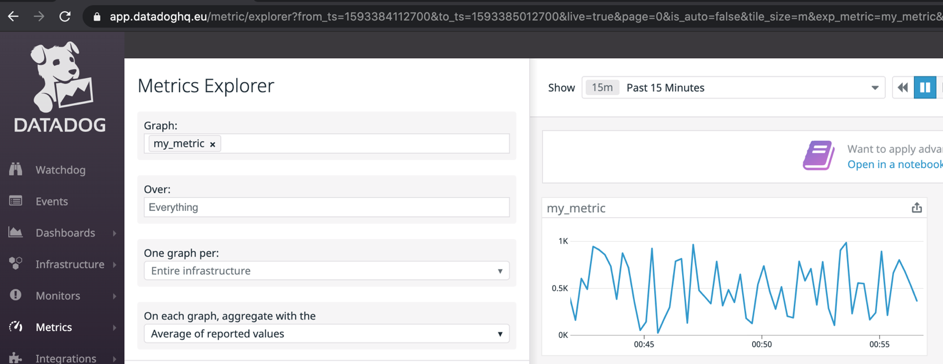 app.datadoghq.eu/metric/explorer?from_ts=1593384112700&to_ts=1593385012700&live=true&page=0&is_auto=false&tile_size=m&exp_metric=my_metric&
DATADOG
Watchdog
Events
Dashboards
Infrastructure
Monitors
Metrics
Integrations
Metrics Explorer
Graph:
my_metric ×
Over:
Everything
One graph per:
Entire infrastructure
On each graph, aggregate with the
Average of reported values
Show 15m Past 15 Minutes
Want to apply adva
Open in a notebook
my_metric
1K
0.5K
0K
00:45 00:50 00:55